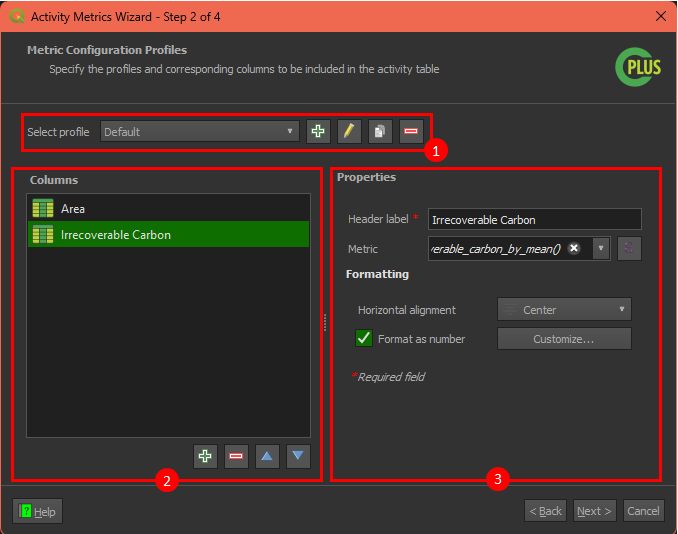 Activity Metrics Wizard - Step 2 of 4
Metric Configuration Profiles
Specify the profiles and corresponding columns to be included in the activity table
CPLUS
Select profile Default
1
Columns
Area
Irrecoverable Carbon
2
Properties
Header label * Irrecoverable Carbon
Metric erable_carbon_by_mean()
Formatting
Horizontal alignment Center
Format as number Customize...
*Required field
3
Help
< Back Next > Cancel